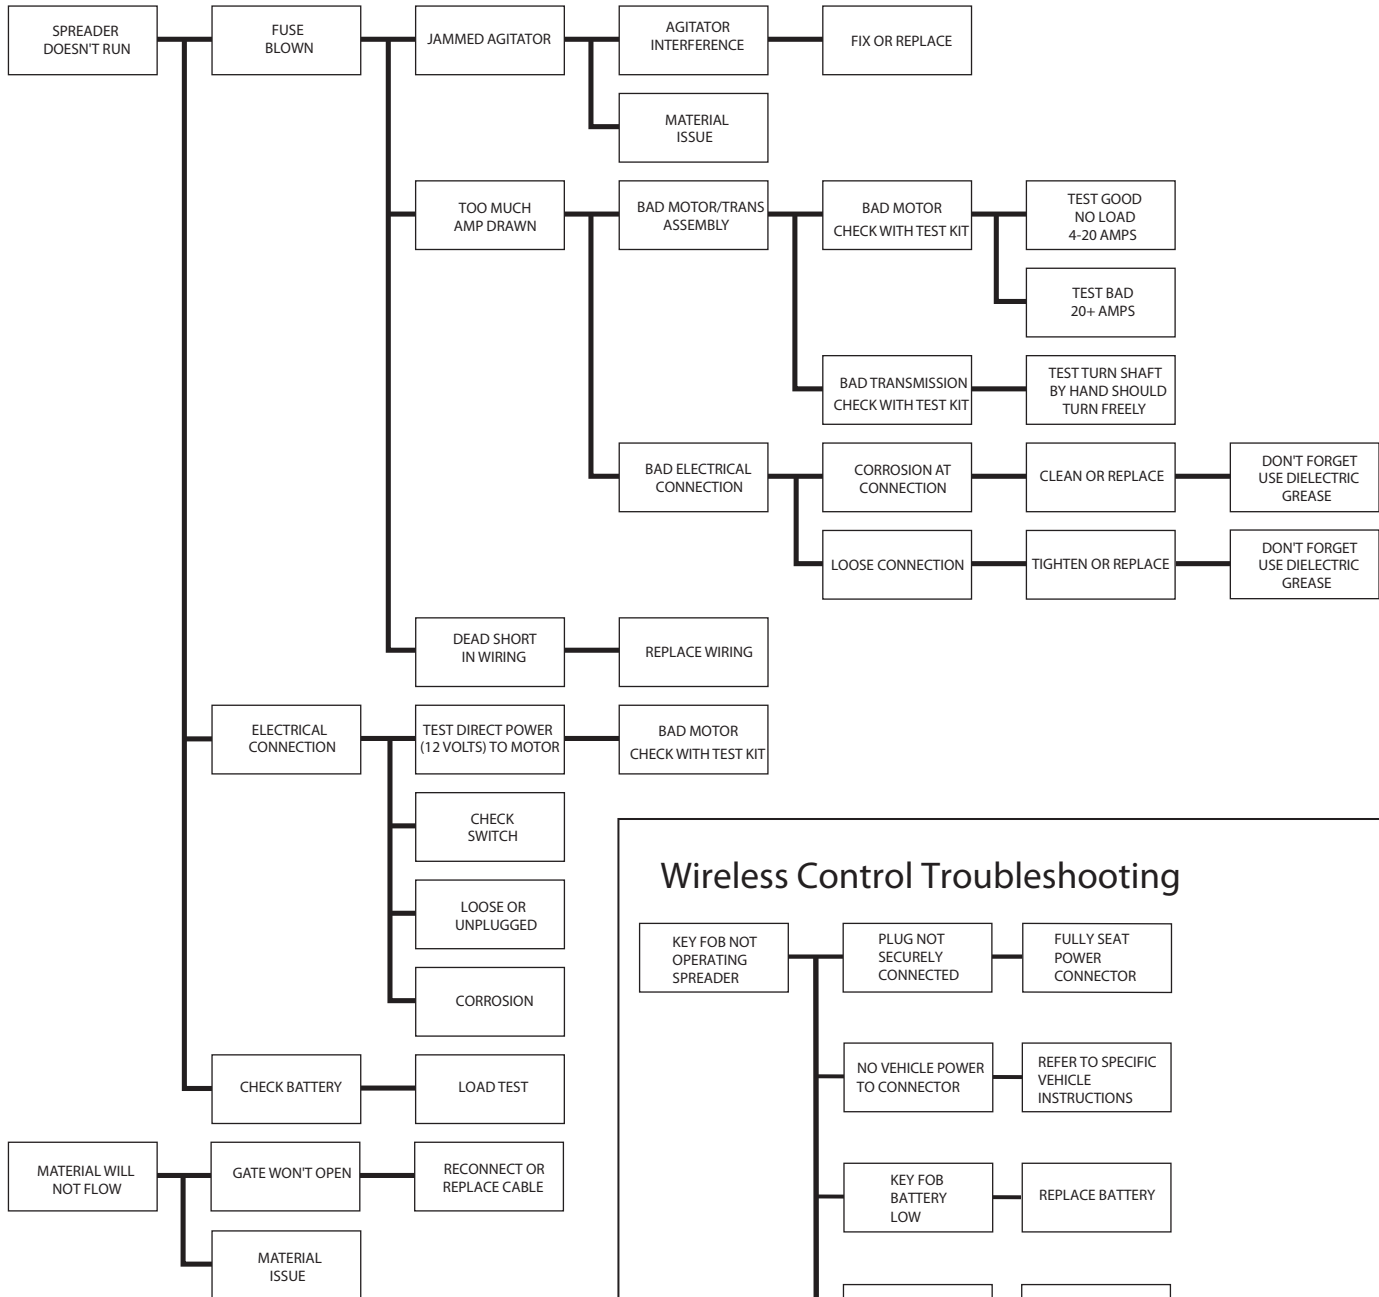 SPREADER
DOESN'T RUN
FUSE
BLOWN
JAMMED AGITATOR
AGITATOR
INTERFERENCE
FIX OR REPLACE
MATERIAL
ISSUE
TOO MUCH
AMP DRAWN
BAD MOTOR/TRANS
ASSEMBLY
BAD MOTOR
CHECK WITH TEST KIT
TEST GOOD
NO LOAD
4-20 AMPS
TEST BAD
20+ AMPS
BAD TRANSMISSION
CHECK WITH TEST KIT
TEST TURN SHAFT
BY HAND SHOULD
TURN FREELY
BAD ELECTRICAL
CONNECTION
CORROSION AT
CONNECTION
CLEAN OR REPLACE
DON'T FORGET
USE DIELECTRIC
GREASE
LOOSE CONNECTION
TIGHTEN OR REPLACE
DON'T FORGET
USE DIELECTRIC
GREASE
DEAD SHORT
IN WIRING
REPLACE WIRING
ELECTRICAL
CONNECTION
TEST DIRECT POWER
(12 VOLTS) TO MOTOR
BAD MOTOR
CHECK WITH TEST KIT
CHECK
SWITCH
LOOSE OR
UNPLUGGED
CORROSION
CHECK BATTERY
LOAD TEST
MATERIAL WILL
NOT FLOW
GATE WON'T OPEN
RECONNECT OR
REPLACE CABLE
MATERIAL
ISSUE
Wireless Control Troubleshooting
KEY FOB NOT
OPERATING
SPREADER
PLUG NOT
SECURELY
CONNECTED
FULLY SEAT
POWER
CONNECTOR
NO VEHICLE POWER
TO CONNECTOR
REFER TO SPECIFIC
VEHICLE
INSTRUCTIONS
KEY FOB
BATTERY
LOW
REPLACE BATTERY